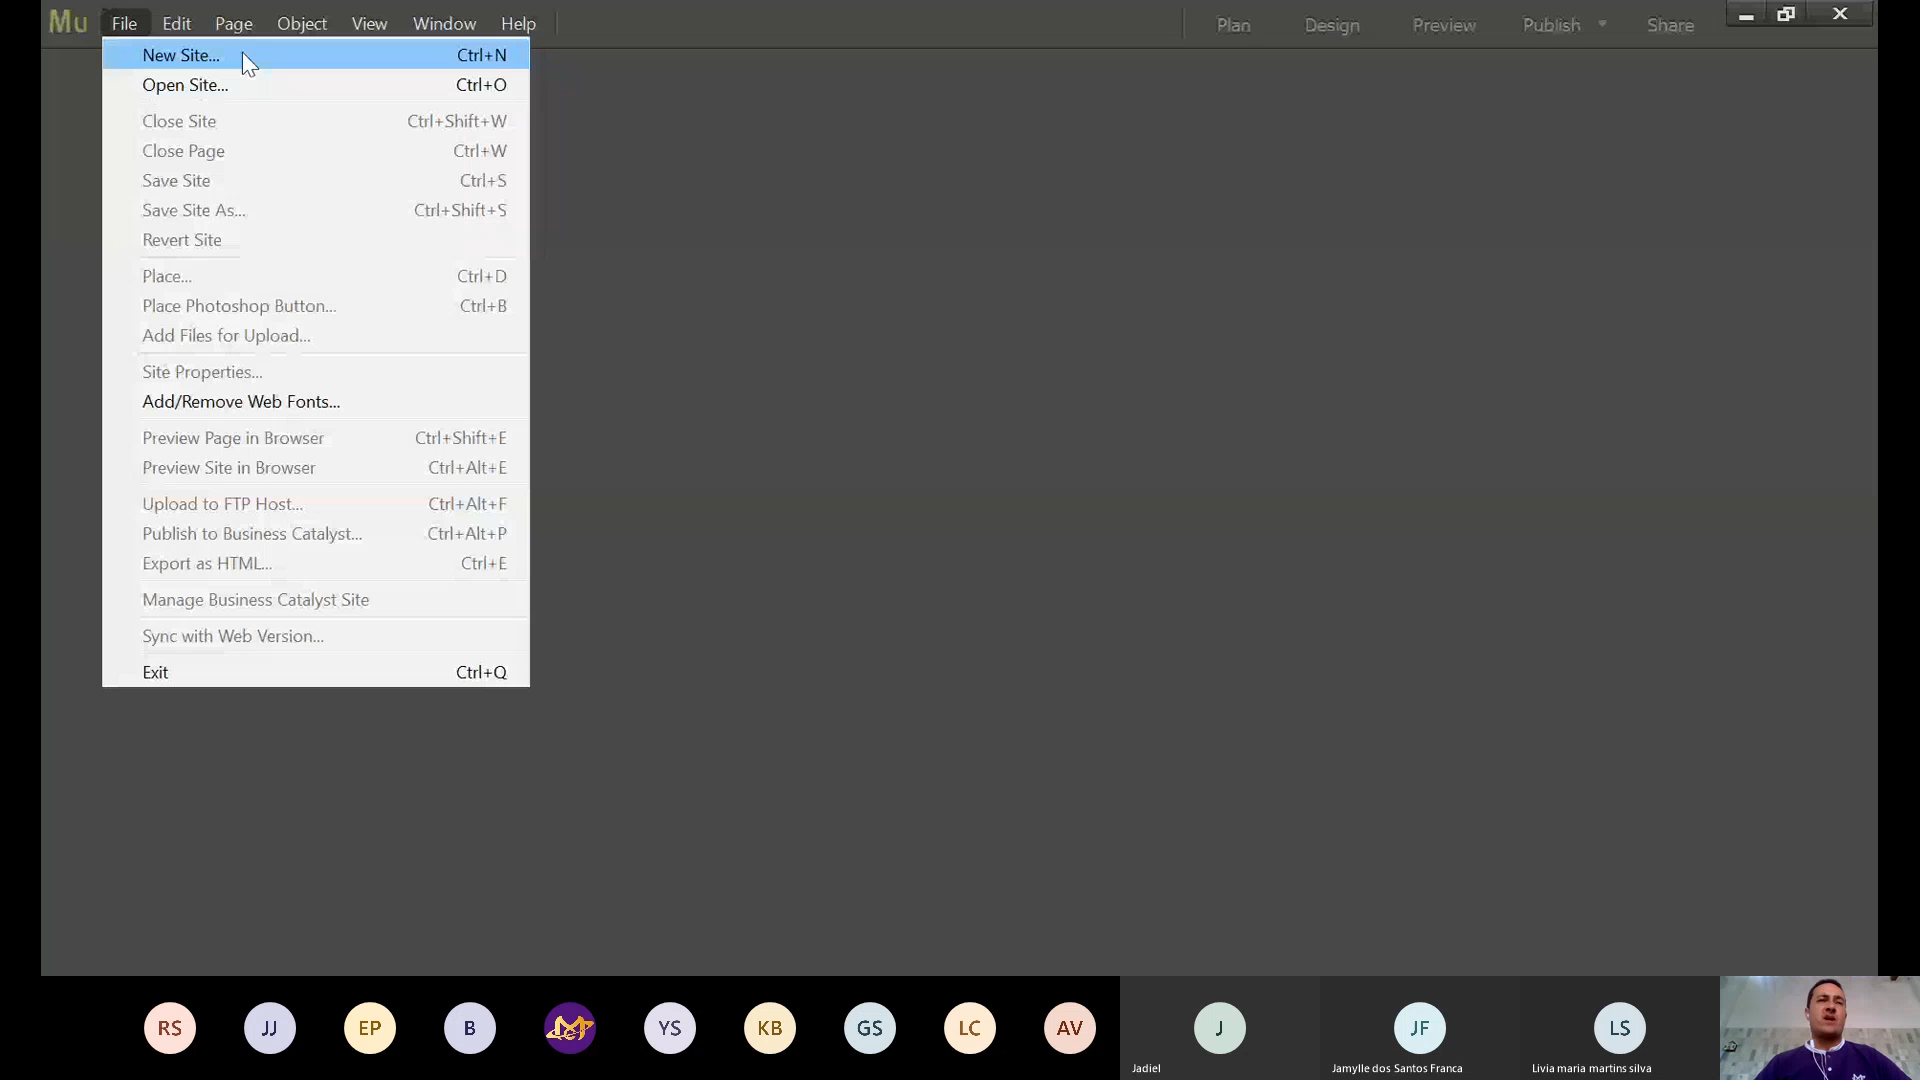 Mu File Edit Page Object View Window Help Plan Design Preview Publish Share
New Site... Ctrl+N
Open Site... Ctrl+O
Close Site Ctrl+Shift+W
Close Page Ctrl+W
Save Site Ctrl+S
Save Site As... Ctrl+Shift+S
Revert Site
Place... Ctrl+D
Place Photoshop Button... Ctrl+B
Add Files for Upload...
Site Properties...
Add/Remove Web Fonts...
Preview Page in Browser Ctrl+Shift+E
Preview Site in Browser Ctrl+Alt+E
Upload to FTP Host... Ctrl+Alt+F
Publish to Business Catalyst... Ctrl+Alt+P
Export as HTML... Ctrl+E
Manage Business Catalyst Site
Sync with Web Version...
Exit Ctrl+Q
RS JJ EP B YS KB GS LC AV J JF LS
Jadiel Jamylle dos Santos Franca Livia maria martins silva